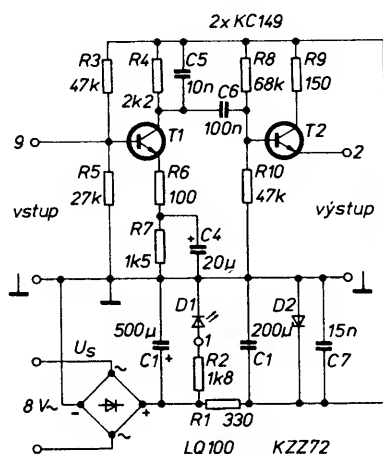 2x KC149
R3
47k
R4
2k2
C5
10n
C6
100n
R8
68k
R9
150
9
T1
T2
2
R5
27k
R6
100
R10
47k
vstup
výstup
R7
1k5
+
C4
20µ
500µ
C1
+
D1
1
R2
1k8
200µ
C1
D2
15n
C7
Us
~
8 V~
-
+
~
R1
330
LQ100
KZZ72